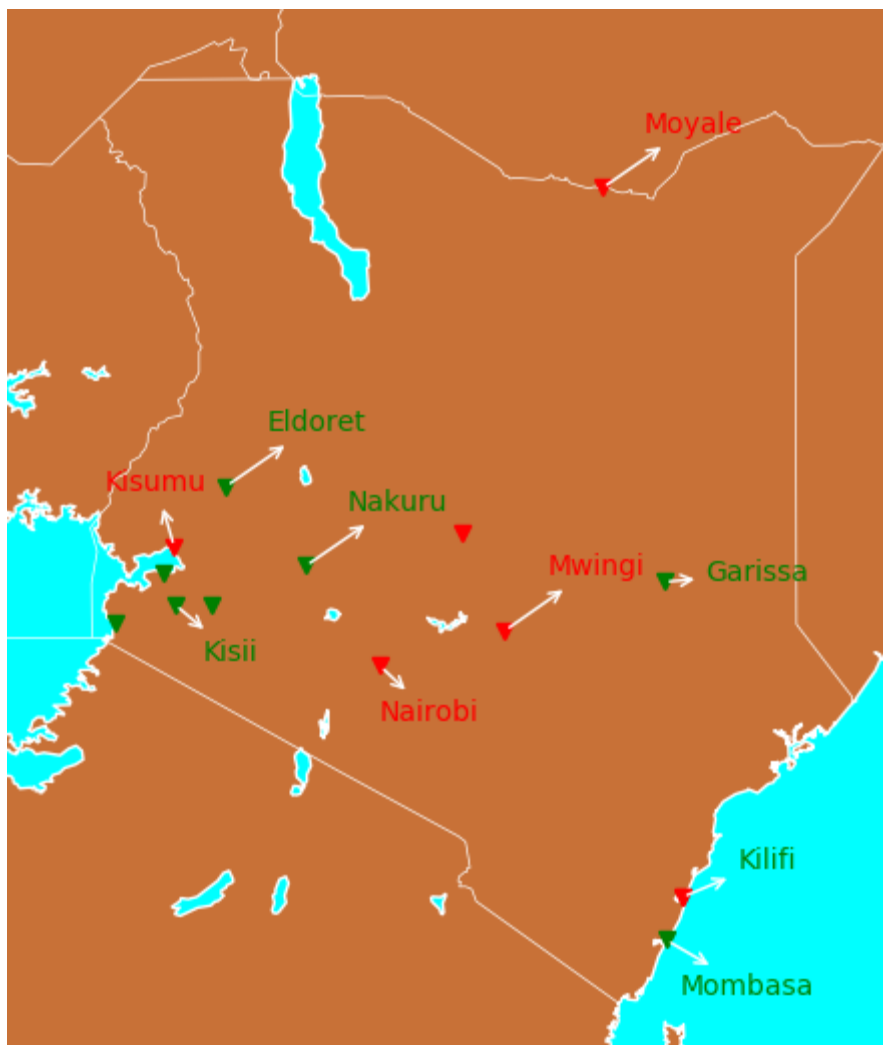 Moyale
Eldoret
Kisumu
Nakuru
Mwingi
Garissa
Kisii
Nairobi
Kilifi
Mombasa